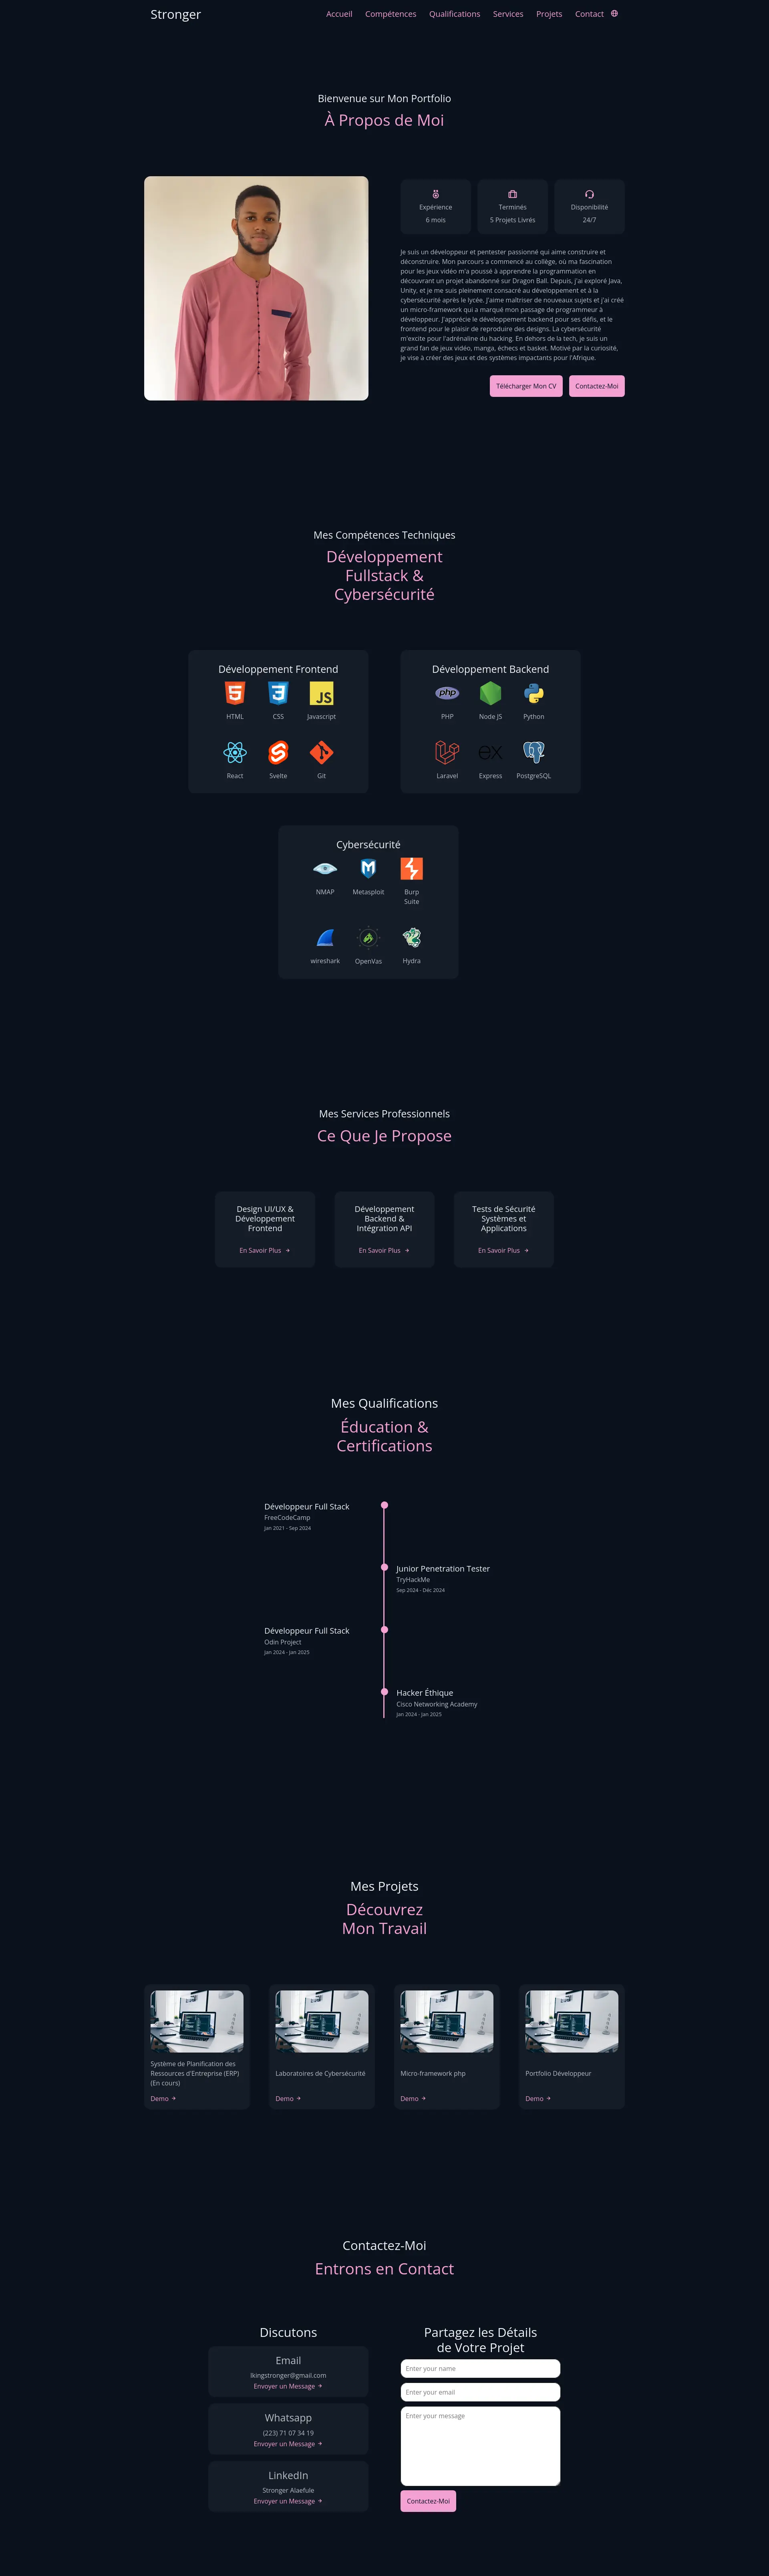 Stronger
Accueil Compétences Qualifications Services Projets Contact
Bienvenue sur Mon Portfolio
À Propos de Moi
Expérience
6 mois
Terminés
5 Projets Livrés
Disponibilité
24/7
Je suis un développeur et pentester passionné qui aime construire et
déconstruire. Mon parcours a commencé au collège, où ma fascination
pour les jeux vidéo m'a poussé à apprendre la programmation en
découvrant un projet abandonné sur Dragon Ball. Depuis, j'ai exploré Java,
Unity, et je me suis pleinement consacré au développement et à la
cybersécurité après le lycée. J'aime maîtriser de nouveaux sujets et j'ai créé
un micro-framework qui a marqué mon passage de programmeur à
développeur. J'apprécie le développement backend pour ses défis, et le
frontend pour le plaisir de reproduire des designs. La cybersécurité
m'excite pour l'adrénaline du hacking. En dehors de la tech, je suis un
grand fan de jeux vidéo, manga, échecs et basket. Motivé par la curiosité,
je vise à créer des jeux et des systèmes impactants pour l'Afrique.
Télécharger Mon CV
Contactez-Moi
Mes Compétences Techniques
Développement
Fullstack &
Cybersécurité
Développement Frontend
JS
HTML CSS Javascript
React Svelte Git
Développement Backend
php
PHP Node JS Python
ex
Laravel Express PostgreSQL
Cybersécurité
NMAP Metasploit Burp
Suite
wireshark OpenVas Hydra
Mes Services Professionnels
Ce Que Je Propose
Design UI/UX &
Développement
Frontend
En Savoir Plus
Développement
Backend &
Intégration API
En Savoir Plus
Tests de Sécurité
Systèmes et
Applications
En Savoir Plus
Mes Qualifications
Éducation &
Certifications
Développeur Full Stack
FreeCodeCamp
Jan 2021 - Sep 2024
Junior Penetration Tester
TryHackMe
Sep 2024 - Déc 2024
Développeur Full Stack
Odin Project
Jan 2024 - Jan 2025
Hacker Éthique
Cisco Networking Academy
Jan 2024 - Jan 2025
Mes Projets
Découvrez
Mon Travail
Système de Planification des
Ressources d'Entreprise (ERP)
(En cours)
Demo
Laboratoires de Cybersécurité
Demo
Micro-framework php
Demo
Portfolio Développeur
Demo
Contactez-Moi
Entrons en Contact
Discutons
Email
lkingstronger@gmail.com
Envoyer un Message
Whatsapp
(223) 71 07 34 19
Envoyer un Message
LinkedIn
Stronger Alaefule
Envoyer un Message
Partagez les Détails
de Votre Projet
Enter your name
Enter your email
Enter your message
Contactez-Moi